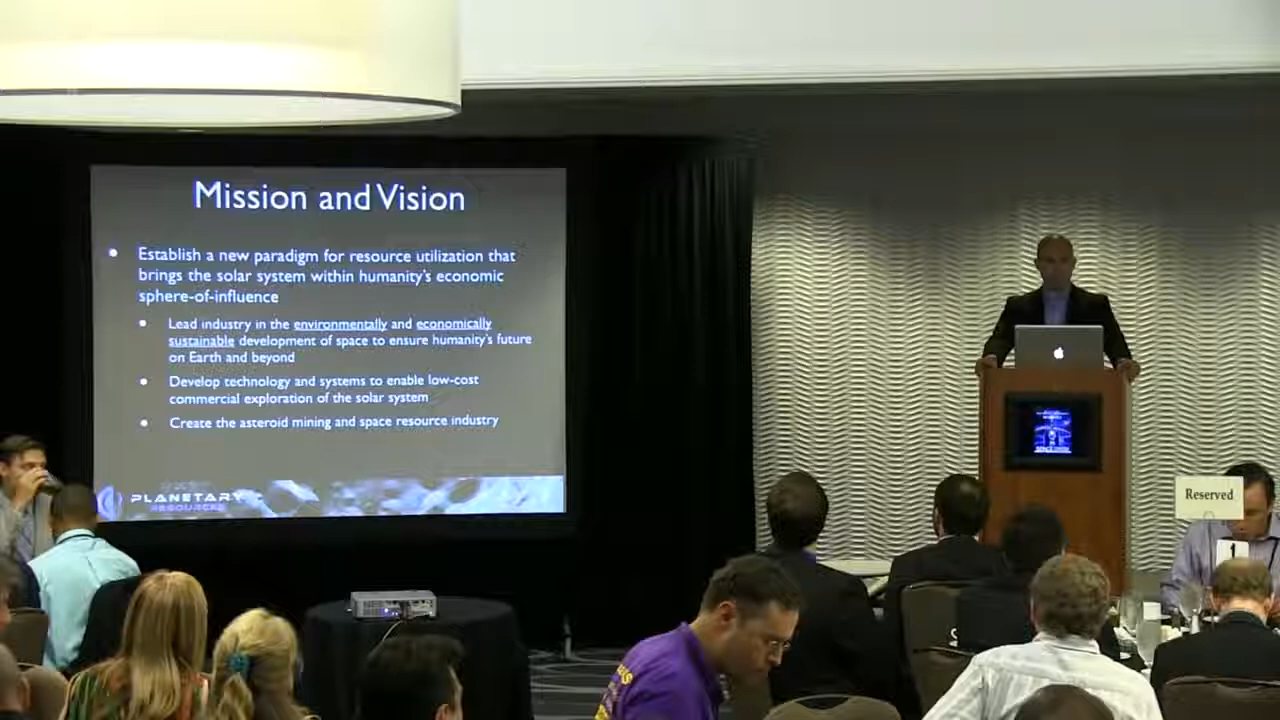 Mission and Vision
Establish a new paradigm for resource utilization that
brings the solar system within humanity's economic
sphere-of-influence
Lead industry in the environmentally and economically
sustainable development of space to ensure humanity's future
on Earth and beyond
Develop technology and systems to enable low-cost
commercial exploration of the solar system
Create the asteroid mining and space resource industry
PLANETARY
RESOURCES
Reserved
1